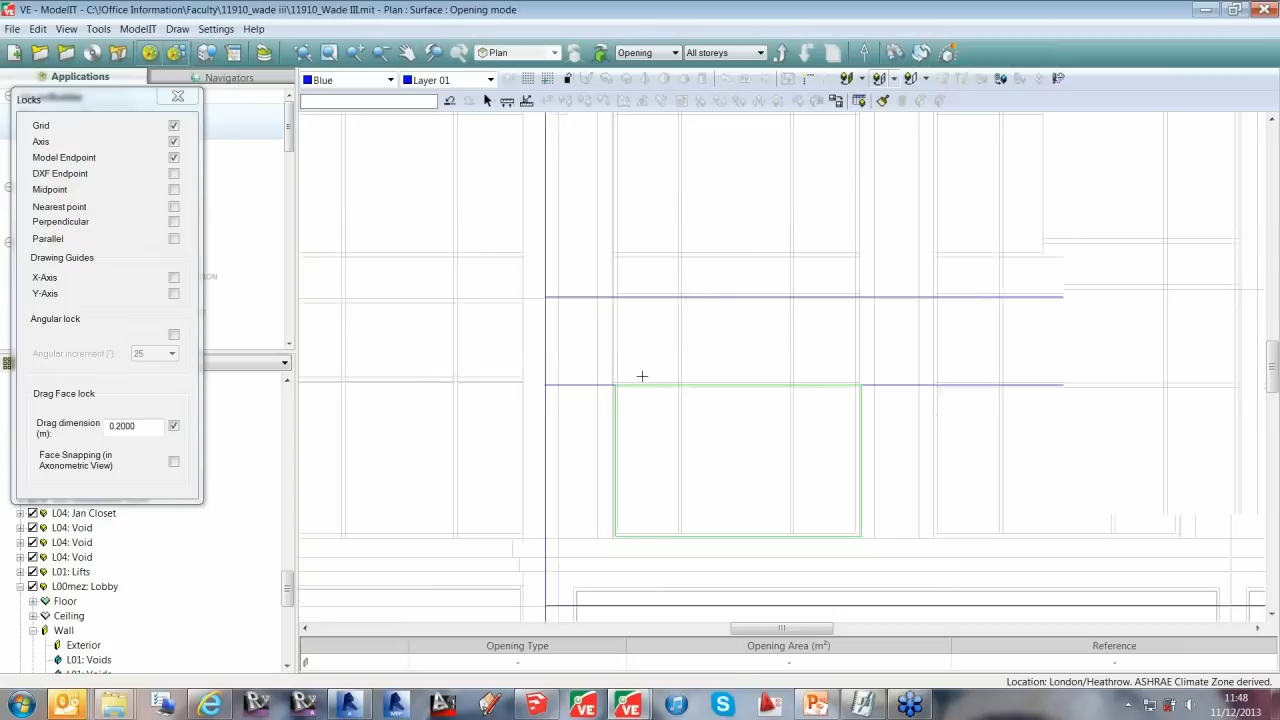 VE - ModelIT - C:\!Office Information\Faculty\11910_wade iii\11910_Wade III.mit - Plan : Surface : Opening mode
File Edit View Tools ModelIT Draw Settings Help
Plan Opening All storeys
Applications Navigators Blue Layer 01
Locks
Grid
Axis
Model Endpoint
DXF Endpoint
Midpoint
Nearest point
Perpendicular
Parallel
Drawing Guides
X-Axis
Y-Axis
Angular lock
Angular increment (°): 25
Drag Face lock
Drag dimension (m): 0.2000
Face Snapping (in
Axonometric View)
L04: Jan Closet
L04: Void
L04: Void
L04: Void
L01: Lifts
L00mez: Lobby
Floor
Ceiling
Wall
Exterior
L01: Voids
Opening Type Opening Area (m²) Reference
- - -
Location: London/Heathrow. ASHRAE Climate Zone derived.
11:48
11/12/2013